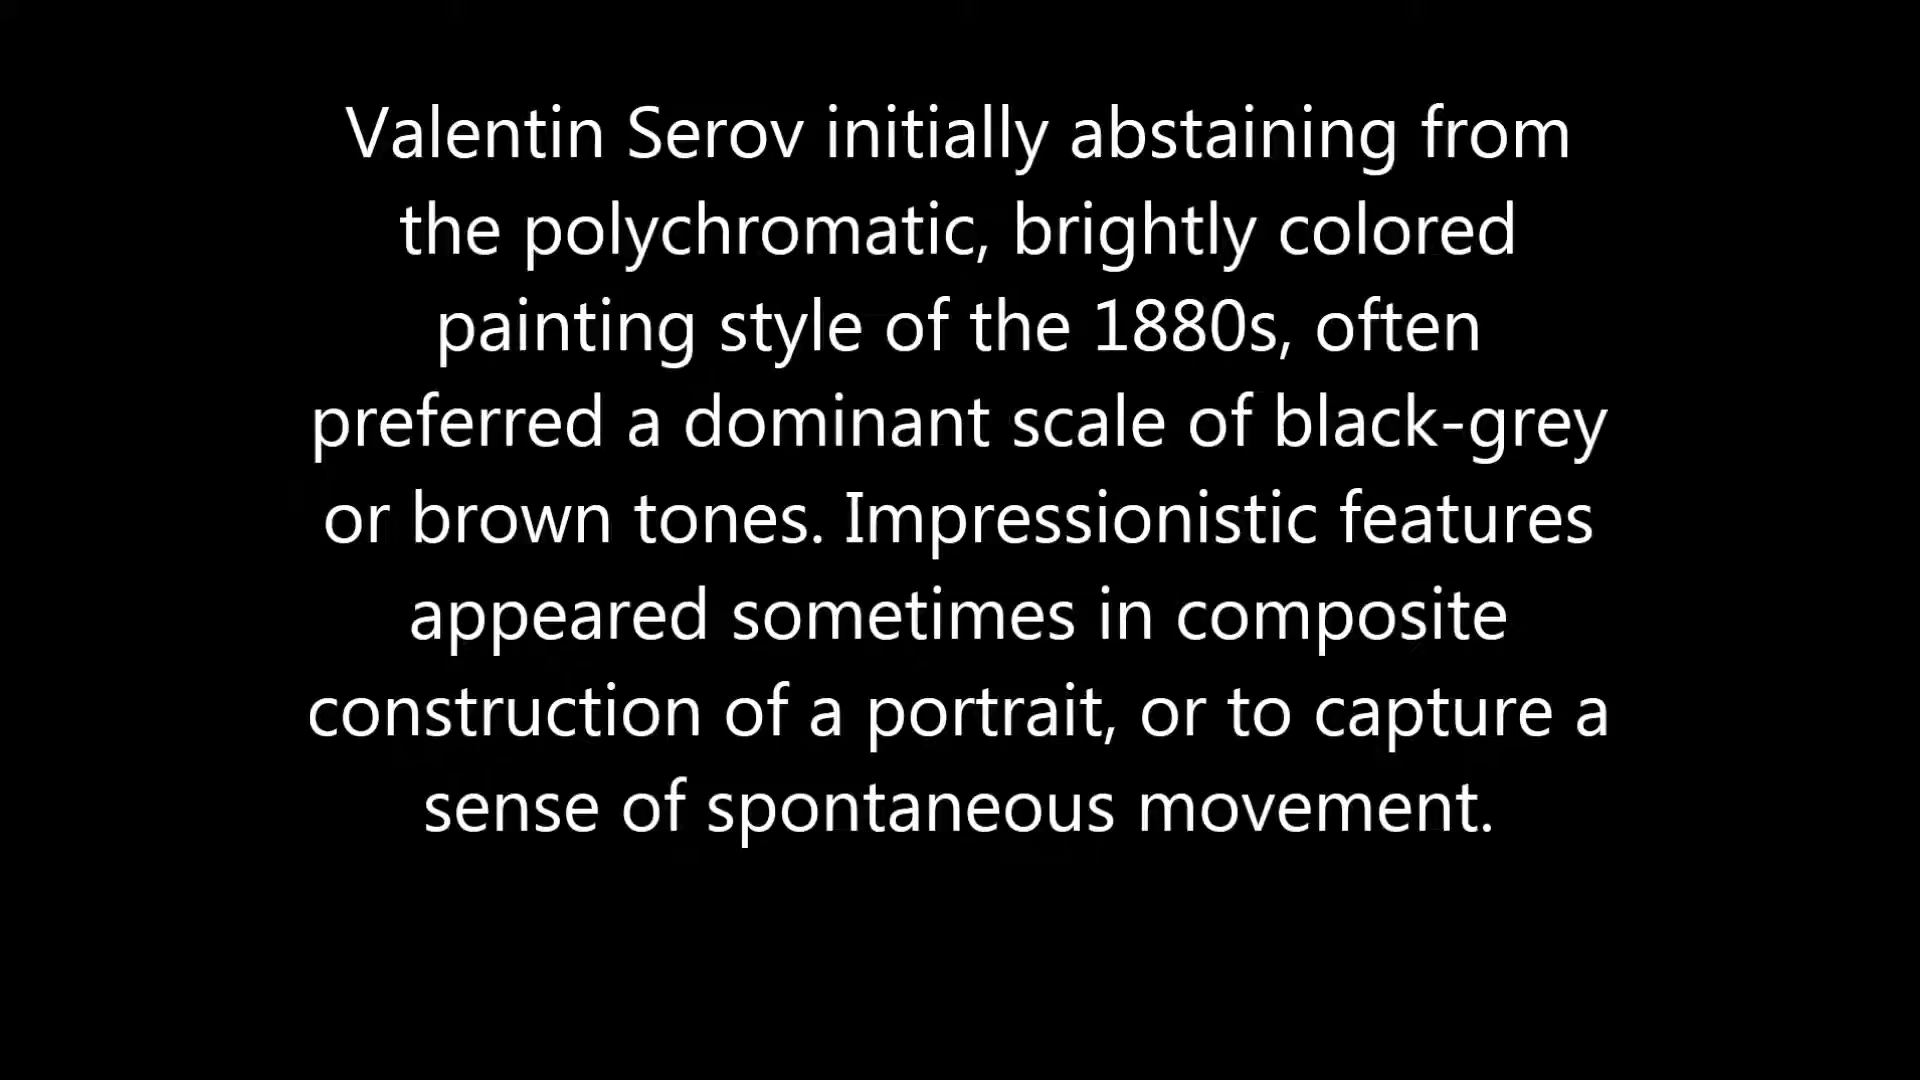 Valentin Serov initially abstaining from
the polychromatic, brightly colored
painting style of the 1880s, often
preferred a dominant scale of black-grey
or brown tones. Impressionistic features
appeared sometimes in composite
construction of a portrait, or to capture a
sense of spontaneous movement.